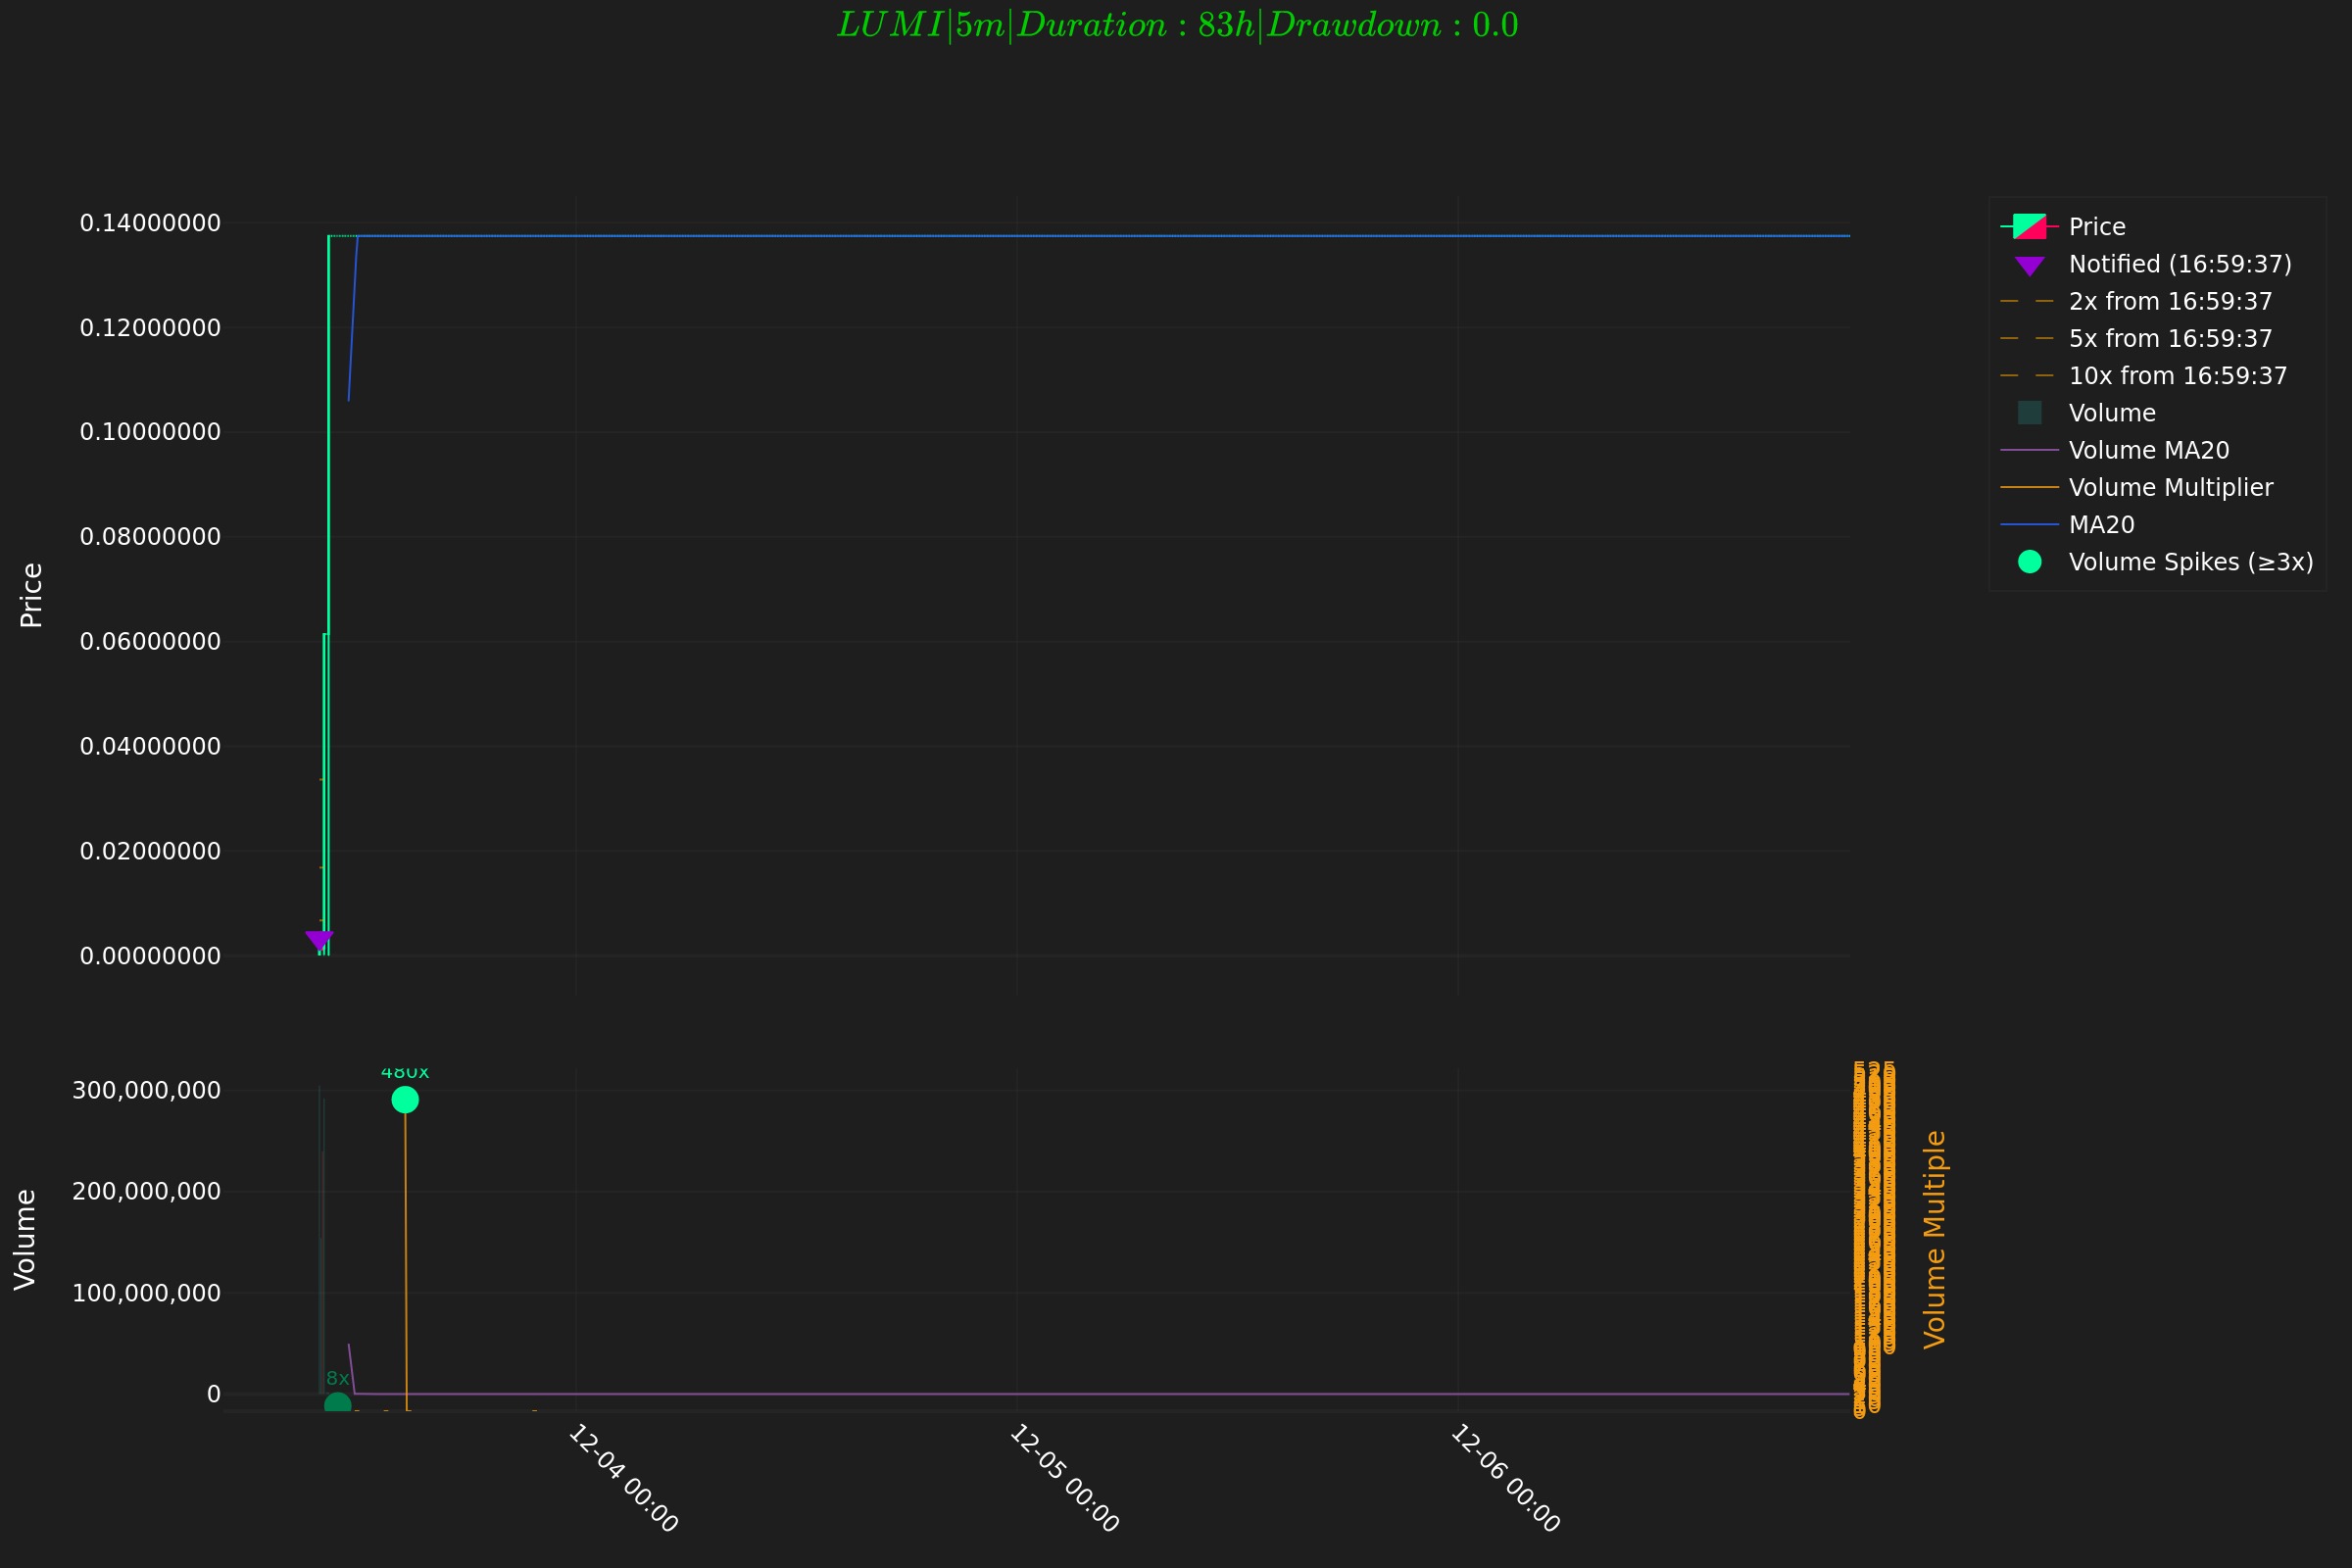 LUMI|5m|Duration : 83h|Drawdown : 0.0
Price
0.14000000
0.12000000
0.10000000
0.08000000
0.06000000
0.04000000
0.02000000
0.00000000
Price
Notified (16:59:37)
2x from 16:59:37
5x from 16:59:37
10x from 16:59:37
Volume
Volume MA20
Volume Multiplier
MA20
Volume Spikes (≥3x)
Volume
300,000,000
200,000,000
100,000,000
0
480x
8x
Volume Multiple
12-04 00:00
12-05 00:00
12-06 00:00